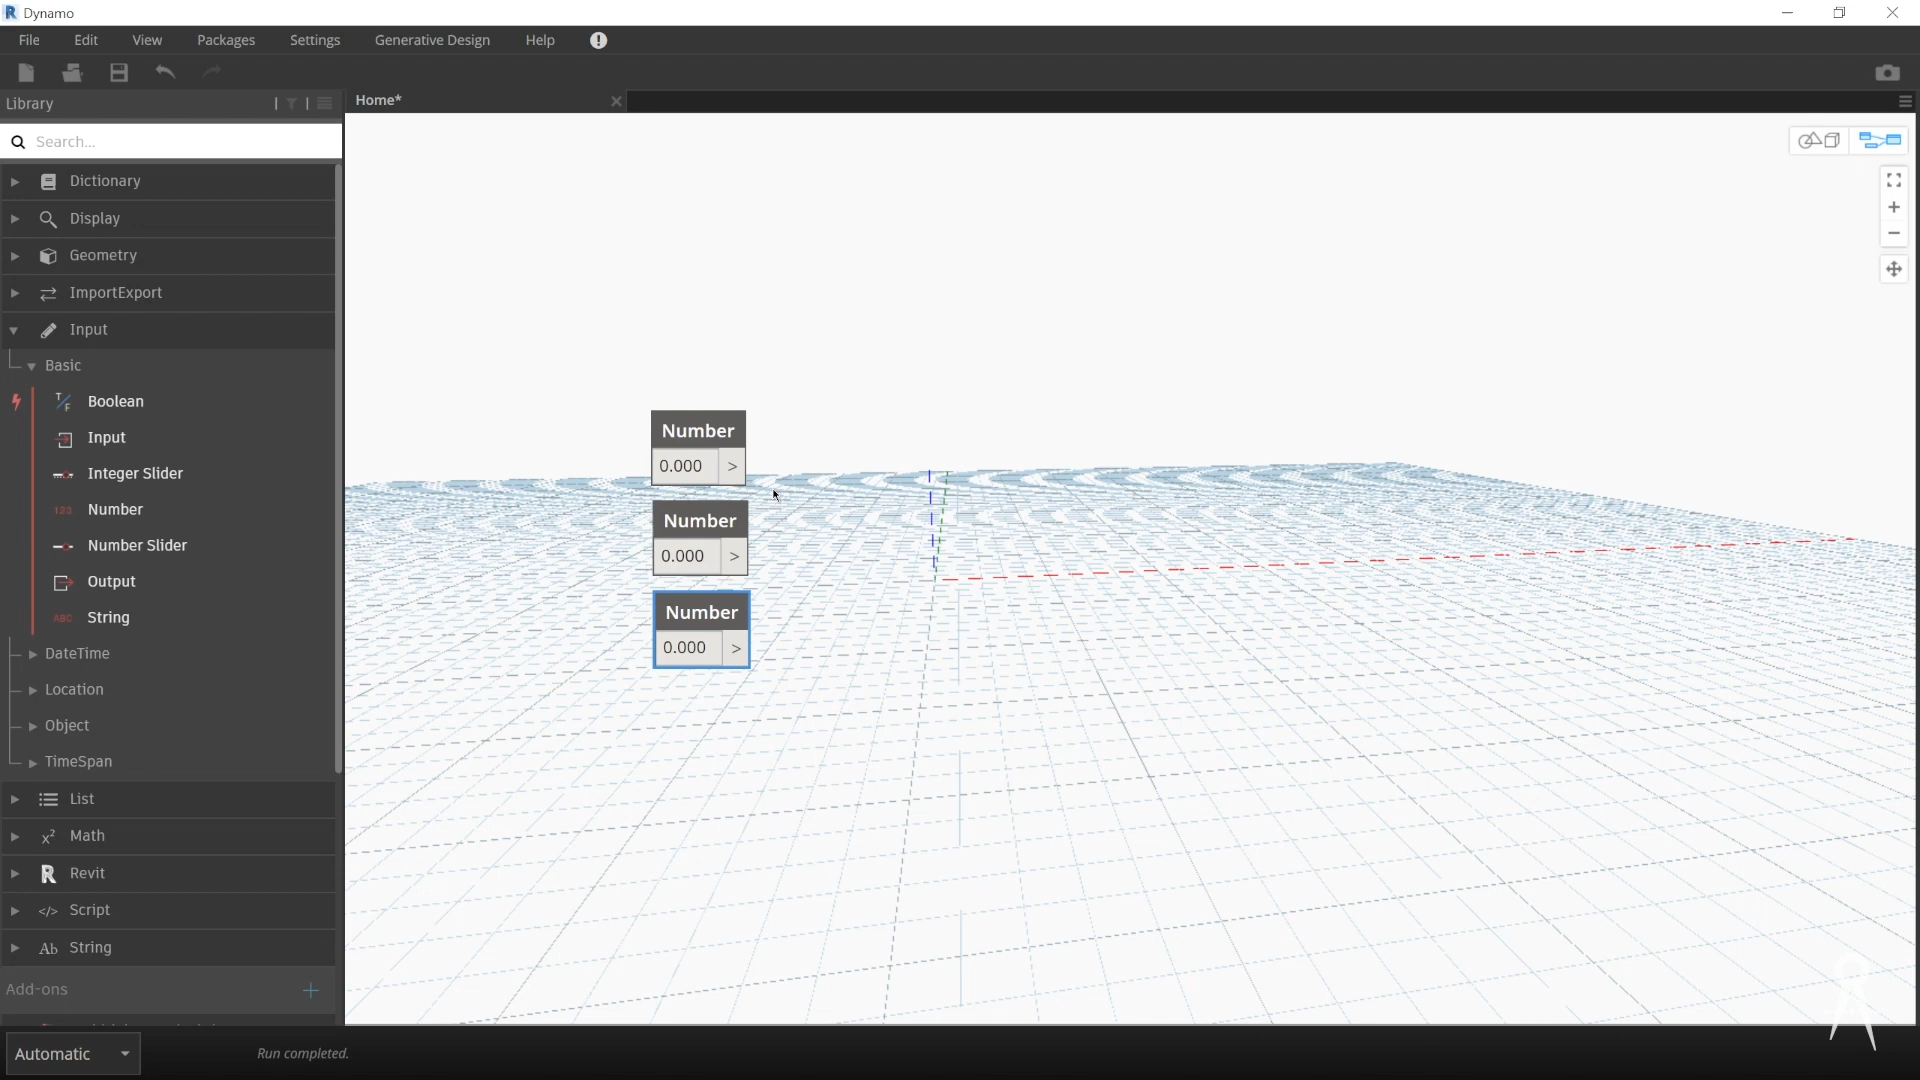 Dynamo
File Edit View Packages Settings Generative Design Help
Library
Home*
Search...
Dictionary
Display
Geometry
ImportExport
Input
Basic
Boolean
Input
Integer Slider
123 Number
Number Slider
Output
ABC String
DateTime
Location
Object
TimeSpan
List
Math
Revit
Script
String
Add-ons
Number
0.000 >
Number
0.000 >
Number
0.000 >
Automatic
Run completed.